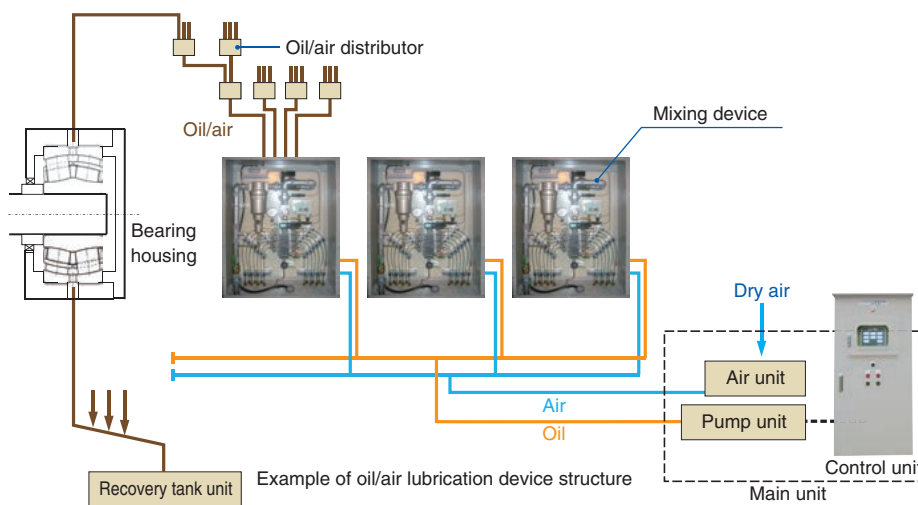 Oil/air distributor
Oil/air
Mixing device
Bearing
housing
Dry air
Air unit
Air
Pump unit
Oil
Control unit
Main unit
Recovery tank unit
Example of oil/air lubrication device structure